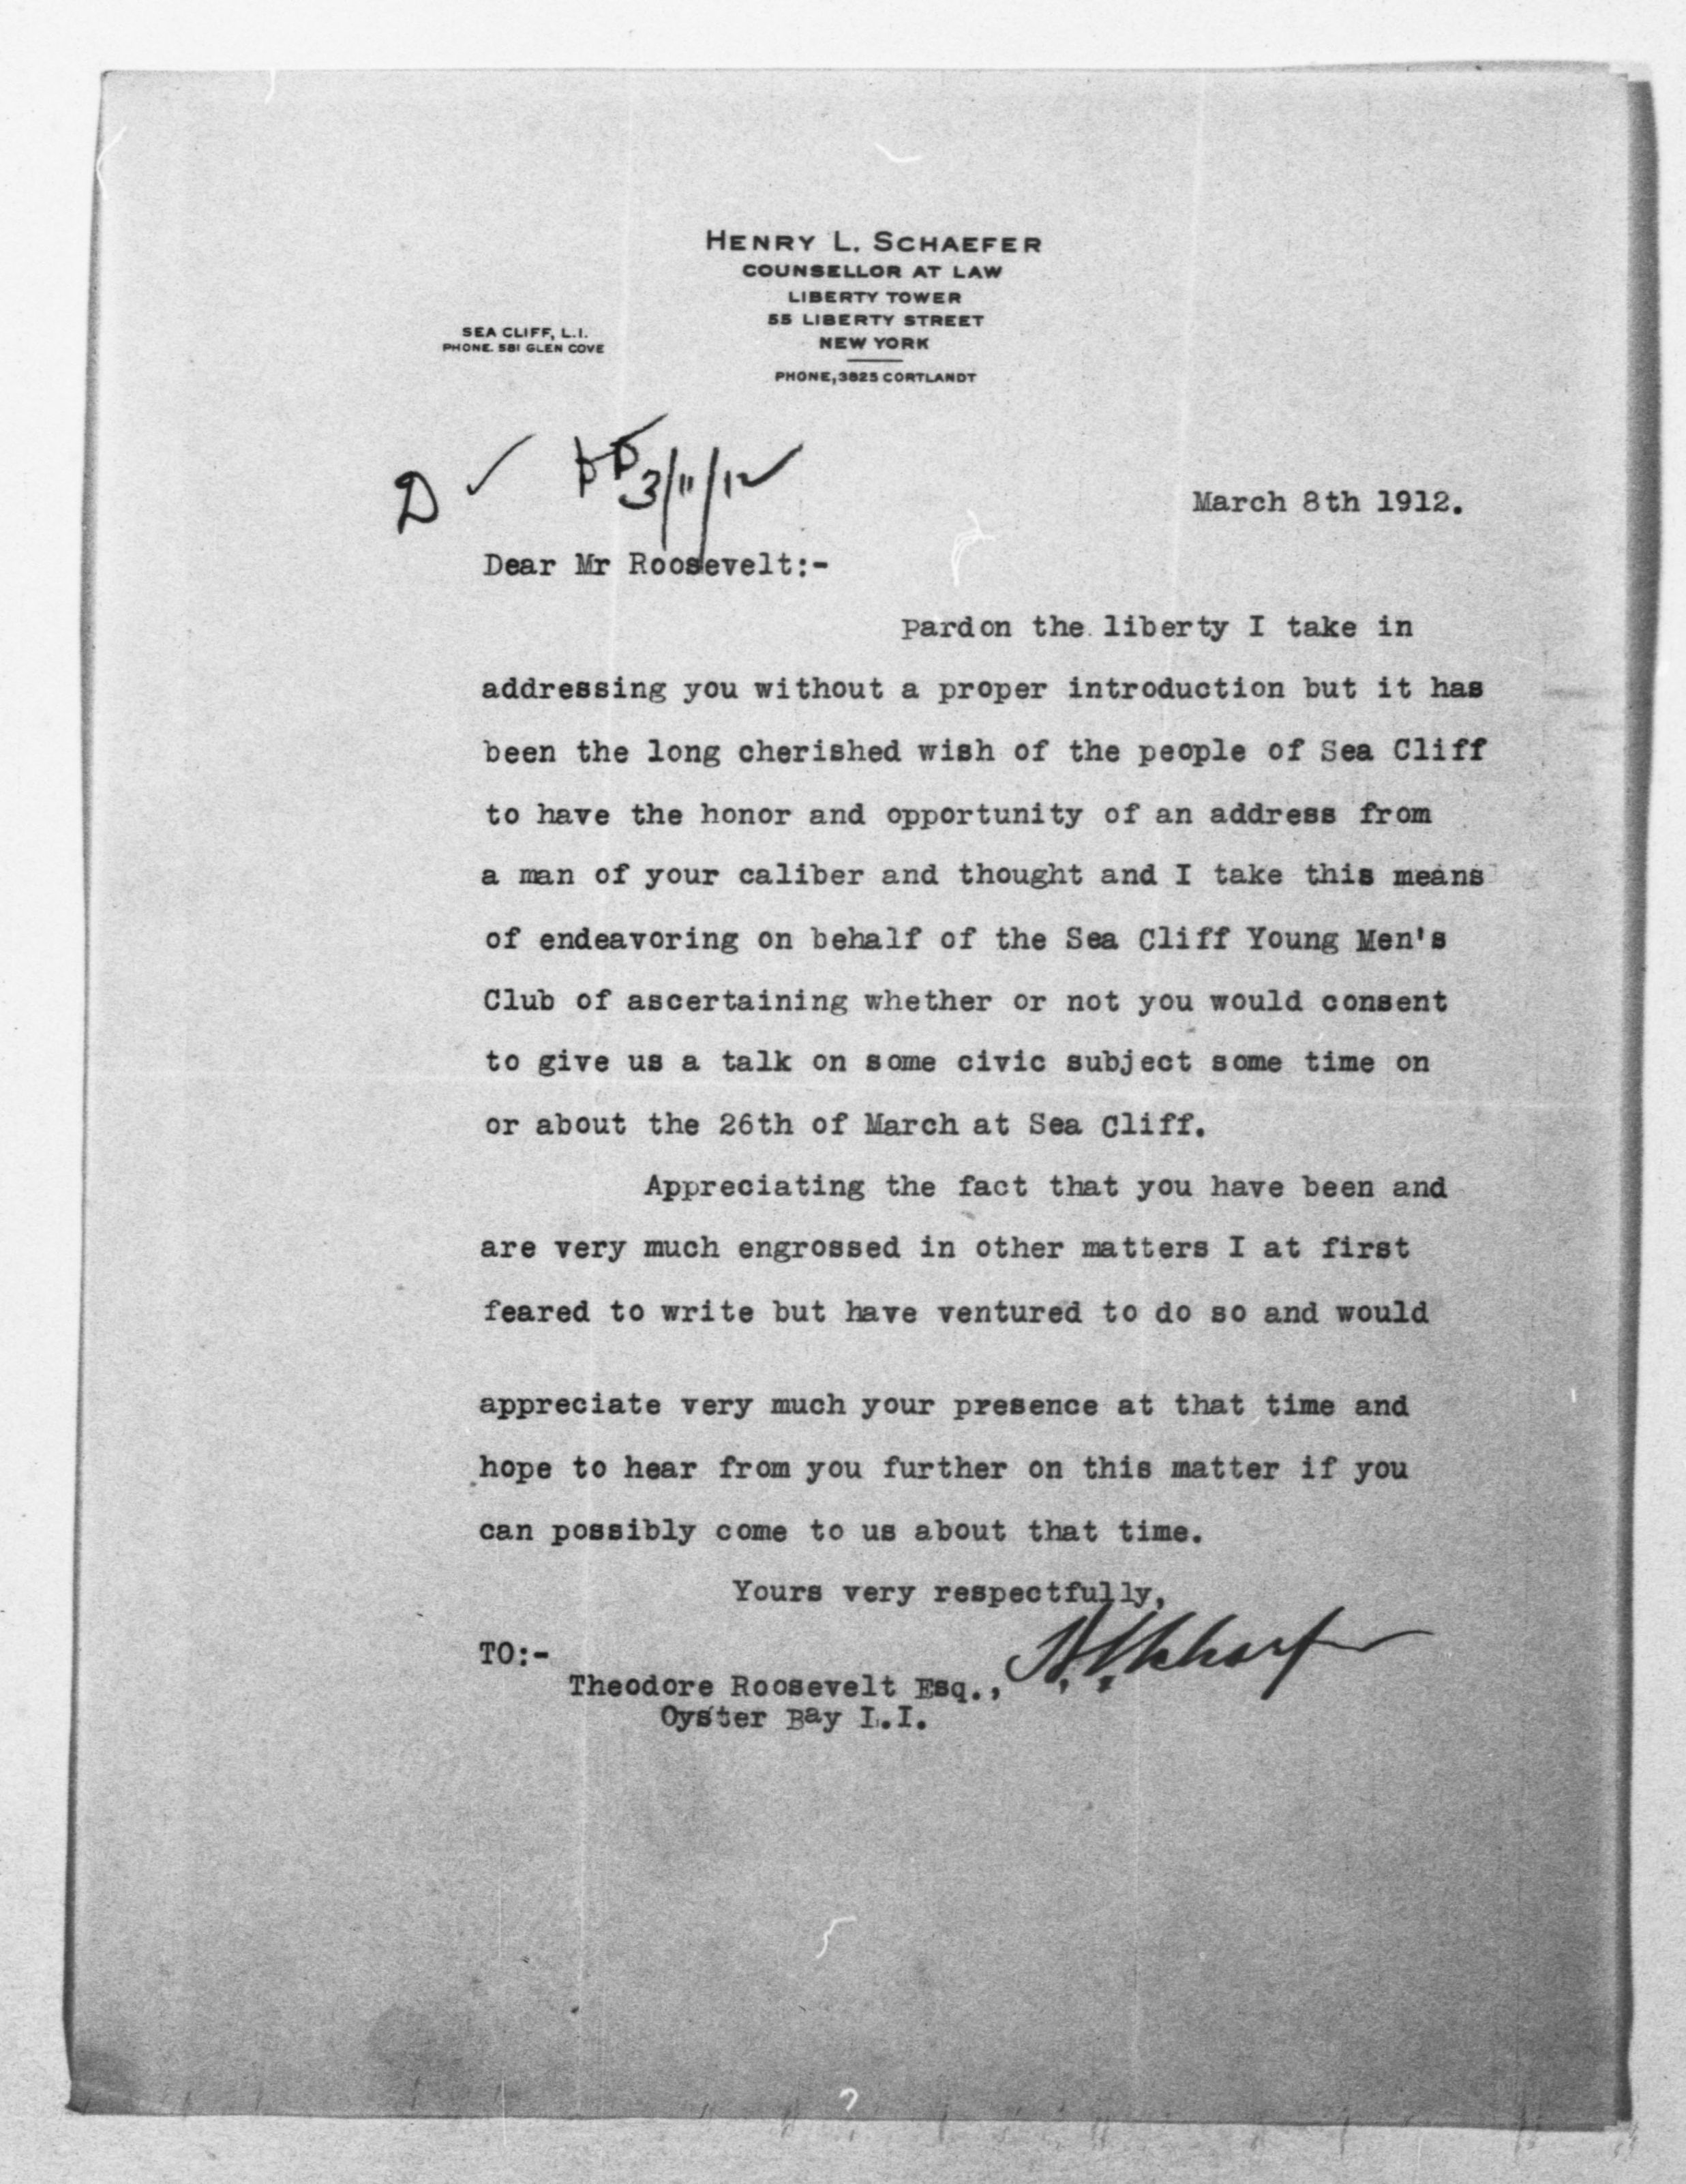 HENRY L. SCHAEFER
COUNSELLOR AT LAW
LIBERTY TOWER
55 LIBERTY STREET
NEW YORK
PHONE, 3825 CORTLANDT
SEA CLIFF, L.I.
PHONE. 581 GLEN COVE
D 3/11/12
March 8th 1912.
Dear Mr Roosevelt:-
Pardon the liberty I take in
addressing you without a proper introduction but it has
been the long cherished wish of the people of Sea Cliff
to have the honor and opportunity of an address from
a man of your caliber and thought and I take this means
of endeavoring on behalf of the Sea Cliff Young Men's
Club of ascertaining whether or not you would consent
to give us a talk on some civic subject some time on
or about the 26th of March at Sea Cliff.
Appreciating the fact that you have been and
are very much engrossed in other matters I at first
feared to write but have ventured to do so and would
appreciate very much your presence at that time and
hope to hear from you further on this matter if you
can possibly come to us about that time.
Yours very respectfully,
H.L.Schaefer
TO:-
Theodore Roosevelt Esq.,
Oyster Bay L.I.